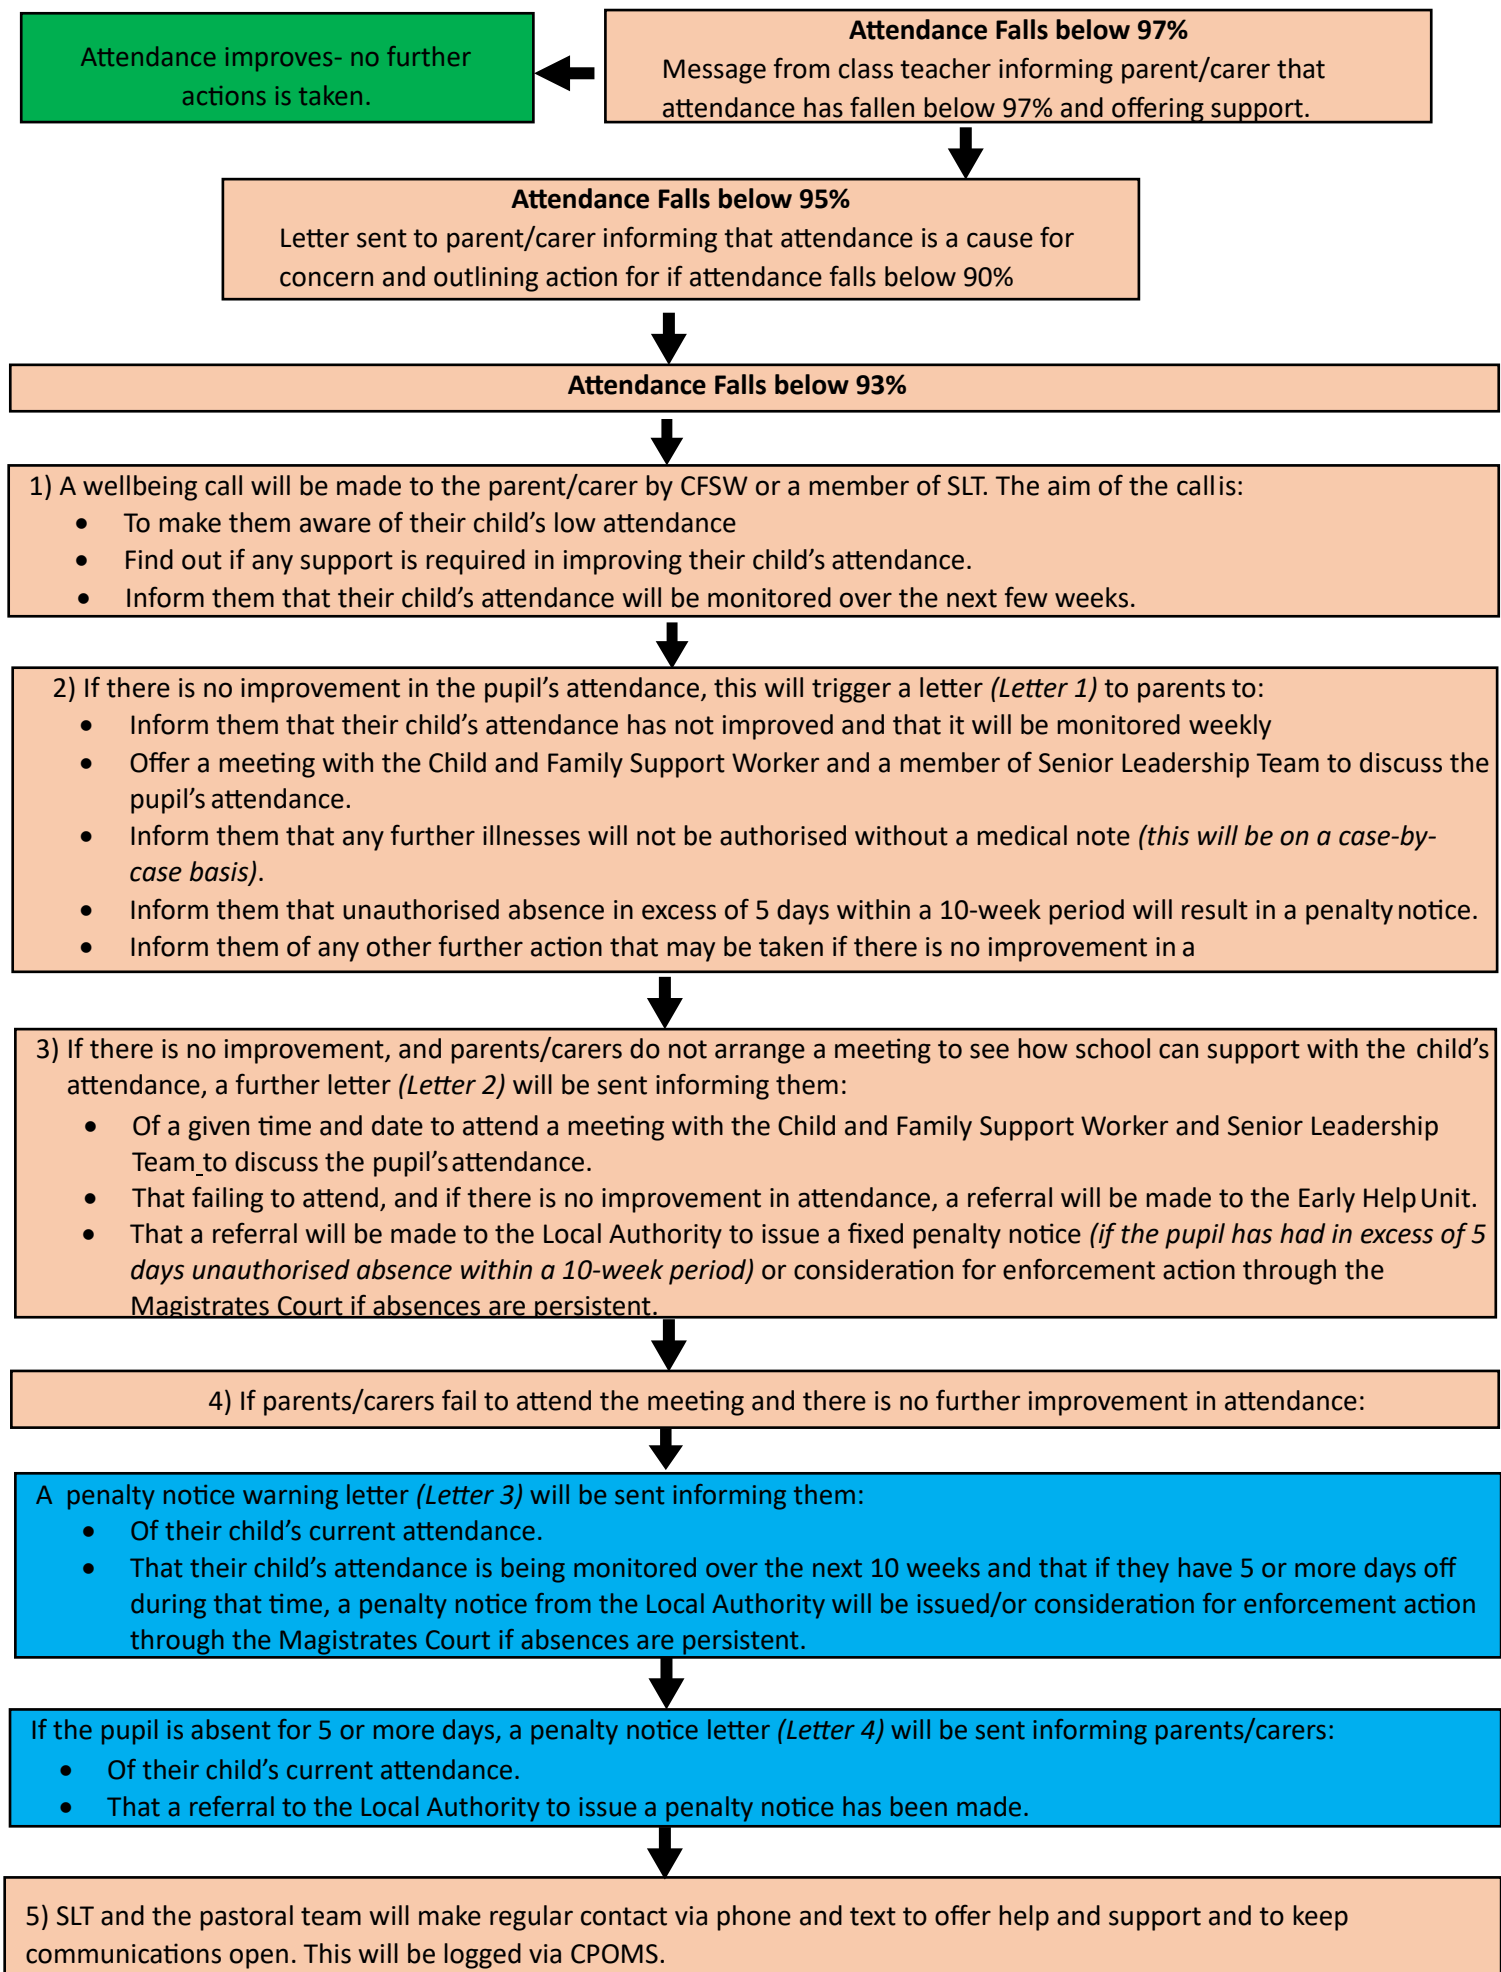 Attendance improves- no further
actions is taken.
Attendance Falls below 97%
Message from class teacher informing parent/carer that
attendance has fallen below 97% and offering support.
Attendance Falls below 95%
Letter sent to parent/carer informing that attendance is a cause for
concern and outlining action for if attendance falls below 90%
Attendance Falls below 93%
1) A wellbeing call will be made to the parent/carer by CFSW or a member of SLT. The aim of the call is:
• To make them aware of their child’s low attendance
• Find out if any support is required in improving their child’s attendance.
• Inform them that their child’s attendance will be monitored over the next few weeks.
2) If there is no improvement in the pupil’s attendance, this will trigger a letter (Letter 1) to parents to:
• Inform them that their child’s attendance has not improved and that it will be monitored weekly
• Offer a meeting with the Child and Family Support Worker and a member of Senior Leadership Team to discuss the
pupil’s attendance.
• Inform them that any further illnesses will not be authorised without a medical note (this will be on a case-by-
case basis).
• Inform them that unauthorised absence in excess of 5 days within a 10-week period will result in a penalty notice.
• Inform them of any other further action that may be taken if there is no improvement in a
3) If there is no improvement, and parents/carers do not arrange a meeting to see how school can support with the child’s
attendance, a further letter (Letter 2) will be sent informing them:
• Of a given time and date to attend a meeting with the Child and Family Support Worker and Senior Leadership
Team to discuss the pupil’s attendance.
• That failing to attend, and if there is no improvement in attendance, a referral will be made to the Early Help Unit.
• That a referral will be made to the Local Authority to issue a fixed penalty notice (if the pupil has had in excess of 5
days unauthorised absence within a 10-week period) or consideration for enforcement action through the
Magistrates Court if absences are persistent.
4) If parents/carers fail to attend the meeting and there is no further improvement in attendance:
A penalty notice warning letter (Letter 3) will be sent informing them:
• Of their child’s current attendance.
• That their child’s attendance is being monitored over the next 10 weeks and that if they have 5 or more days off
during that time, a penalty notice from the Local Authority will be issued/or consideration for enforcement action
through the Magistrates Court if absences are persistent.
If the pupil is absent for 5 or more days, a penalty notice letter (Letter 4) will be sent informing parents/carers:
• Of their child’s current attendance.
• That a referral to the Local Authority to issue a penalty notice has been made.
5) SLT and the pastoral team will make regular contact via phone and text to offer help and support and to keep
communications open. This will be logged via CPOMS.